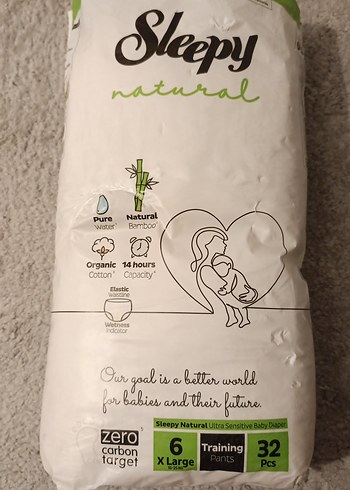 Sleepy
natural
Pure Natural
Water Bamboo
Organic 14 hours
Cotton Capacity
Elastic
Waistline
Wetness
Indicator
Our goal is a better world
for babies and their future.
Sleepy Natural Ultra Sensitive Baby Diaper
zero
carbon
target
6
X Large
Training
Pants
32
Pcs